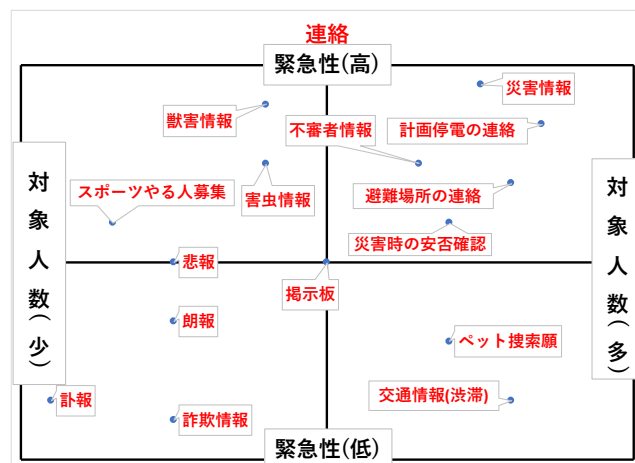 連絡
緊急性(高)
災害情報
獣害情報
不審者情報
計画停電の連絡
対象人数(少)
スポーツやる人募集
害虫情報
避難場所の連絡
対象人数(多)
災害時の安否確認
悲報
掲示板
朗報
ペット捜索願
訃報
詐欺情報
交通情報(渋滞)
緊急性(低)